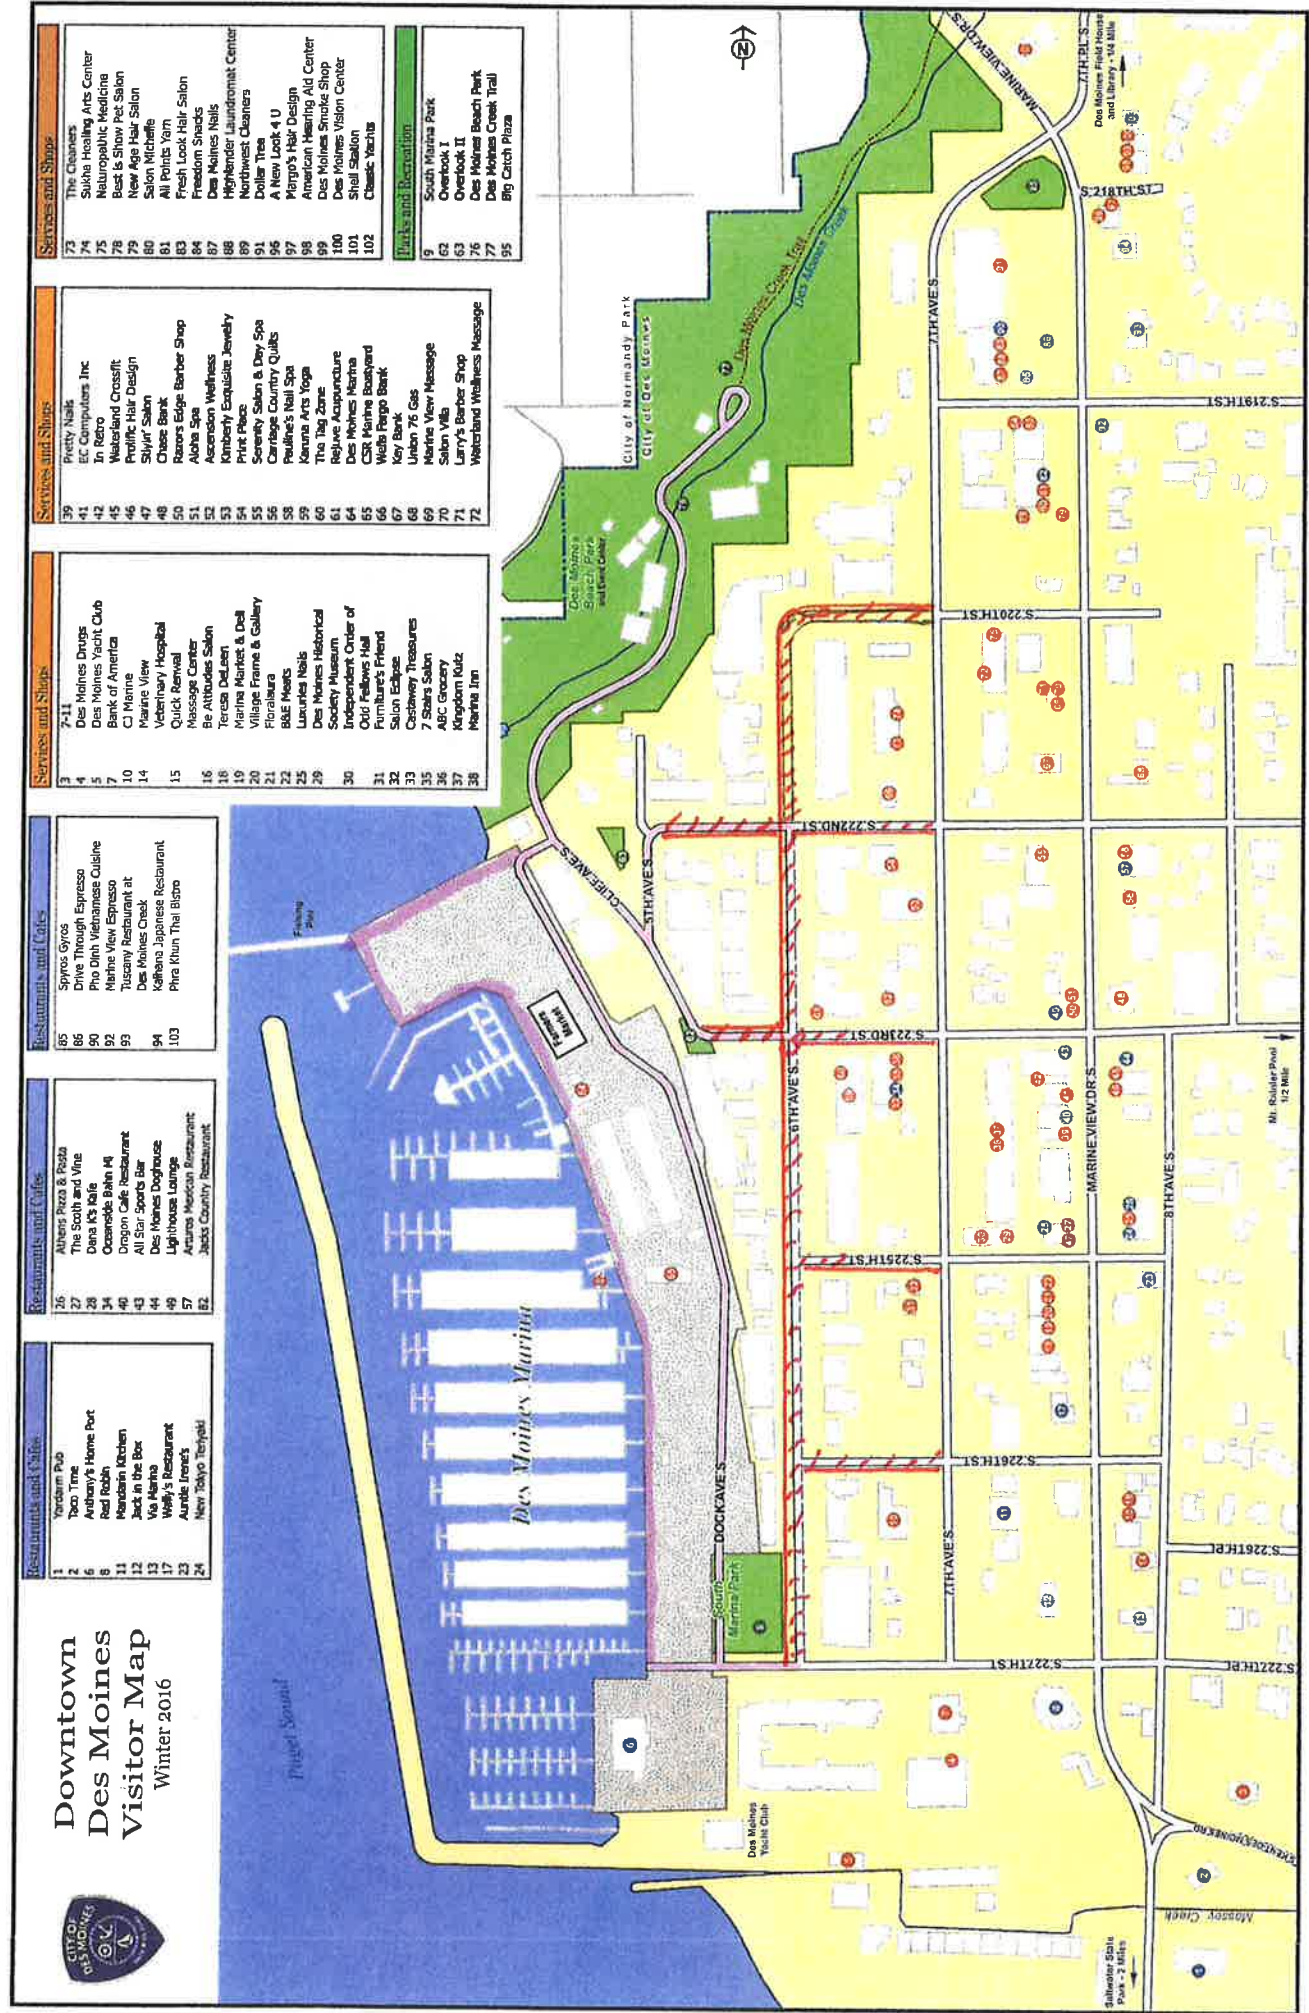 CITY OF
DES MOINES
Downtown
Des Moines
Visitor Map
Winter 2016
Restaurants and Cafes
1 Yardarm Pub
2 Taco Time
6 Anthony's Home Port
8 Red Robin
11 Mandarin Kitchen
12 Jack in the Box
13 Via Marina
17 Wally's Restaurant
23 Auntie Irene's
24 New Tokyo Teriyaki
Restaurants and Cafes
26 Athens Pizza & Pasta
27 The Scoth and Vine
28 Dana K's Kafe
34 Oceanside Bahn Mi
40 Dragon Cafe Restaurant
43 All Star Sports Bar
44 Des Moines Doghouse
49 Lighthouse Lounge
57 Arturos Mexican Restaurant
82 Jacks Country Restaurant
Restaurants and Cafes
85 Spyros Gyros
86 Drive Through Espresso
90 Pho Dinh Vietnamese Cuisine
92 Marine View Espresso
93 Tuscany Restaurant at
Des Moines Creek
94 Kathana Japanese Restaurant
103 Phra Khun Thai Bistro
Services and Shops
3 7-11
4 Des Moines Drugs
5 Des Moines Yacht Club
7 Bank of America
10 CJ Marine
14 Marine View
Veterinary Hospital
15 Quick Renwal
Massage Center
16 Be Attitudes Salon
18 Teresa DeLeen
19 Marina Market & Deli
20 Village Frame & Gallery
21 Floralaura
22 B&E Meats
25 Luxuries Nails
29 Des Moines Historical
Society Museum
30 Independent Order of
Odd Fellows Hall
31 Furniture's Friend
32 Salon Eclipse
33 Castaway Treasures
35 7 Stairs Salon
36 ABC Grocery
37 Kingdom Kutz
38 Marina Inn
Services and Shops
39 Pretty Nails
41 EC Computers Inc
42 In Retro
45 Waterland Crossfit
46 Prolific Hair Design
47 Stylin' Salon
48 Chase Bank
50 Razors Edge Barber Shop
51 Aloha Spa
52 Ascension Wellness
53 Kimberly Exquisite Jewelry
54 Print Place
55 Serenity Salon & Day Spa
56 Carriage Country Quilts
58 Pauline's Nail Spa
59 Karuna Arts Yoga
60 The Tag Zone
61 Rejuve Acupuncture
64 Des Moines Marina
65 CSR Marine Boatyard
66 Wells Fargo Bank
67 Key Bank
68 Union 76 Gas
69 Marine View Massage
70 Salon Villa
71 Larry's Barber Shop
72 Waterland Wellness Massage
Services and Shops
73 The Cleaners
74 Sukha Healing Arts Center
75 Naturopathic Medicine
78 Best is Show Pet Salon
79 New Age Hair Salon
80 Salon Michelle
81 All Points Yarn
83 Fresh Look Hair Salon
84 Freedom Snacks
87 Des Moines Nails
88 Highlander Laundromat Center
89 Northwest Cleaners
91 Dollar Tree
96 A New Look 4 U
97 Margo's Hair Design
98 American Hearing Aid Center
99 Des Moines Smoke Shop
100 Des Moines Vision Center
101 Shell Station
102 Classic Yachts
Parks and Recreation
9 South Marina Park
62 Overlook I
63 Overlook II
76 Des Moines Beach Park
77 Des Moines Creek Trail
95 Big Catch Plaza
N
Puget Sound
Des Moines Marina
Fishing
Pier
Farmers
Market
Des Moines
Beach Park
and Event Center
City of Normandy Park
City of Des Moines
Des Moines Creek Trail
Des Moines Creek
South
Marina Park
Des Moines
Yacht Club
Saltwater State
Park - 2 Miles
Massey Creek
Des Moines Field House
and Library - 1/4 Mile
Mt. Rainier Pool
1/2 Mile
DOCK AVE S
CLIFF AVE S
5TH AVE S
6TH AVE S
7TH AVE S
7TH AVE S
7TH PL S
MARINE VIEW DR S
MARINE VIEW DR S
8TH AVE S
S 218TH ST
S 219TH ST
S 220TH ST
S 222ND ST
S 223RD ST
S 225TH ST
S 226TH ST
S 226TH PL
S 227TH ST
S 227TH PL
6
2